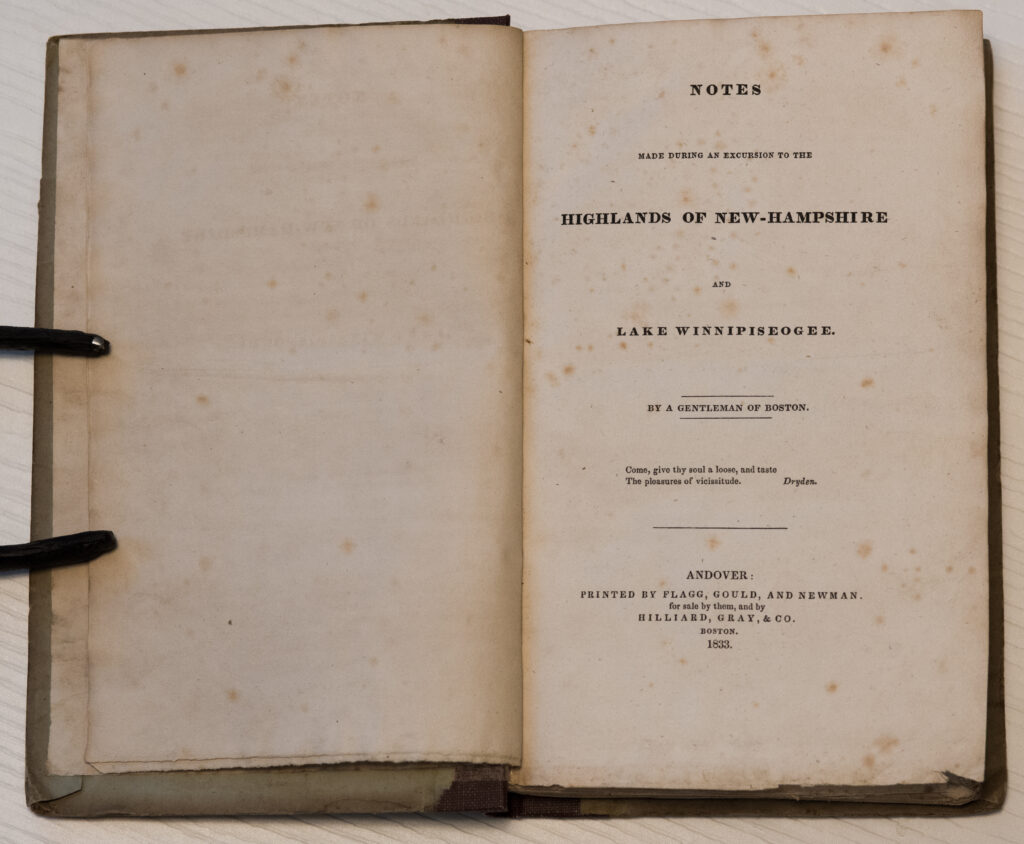 NOTES
MADE DURING AN EXCURSION TO THE
HIGHLANDS OF NEW-HAMPSHIRE
AND
LAKE WINNIPISEOGEE.
BY A GENTLEMAN OF BOSTON.
Come, give thy soul a loose, and taste
The pleasures of vicissitude. Dryden.
ANDOVER:
PRINTED BY FLAGG, GOULD, AND NEWMAN.
for sale by them, and by
HILLIARD, GRAY, & CO.
BOSTON.
1833.